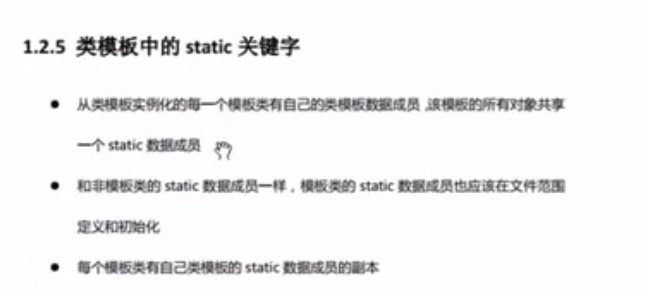 1.2.5 类模板中的 static 关键字
● 从类模板实例化的每一个模板类有自己的类模板数据成员,该模板的所有对象共享
一个 static 数据成员
● 和非模板类的 static 数据成员一样，模板类的 static 数据成员也应该在文件范围
定义和初始化
● 每个模板类有自己类模板的 static 数据成员的副本